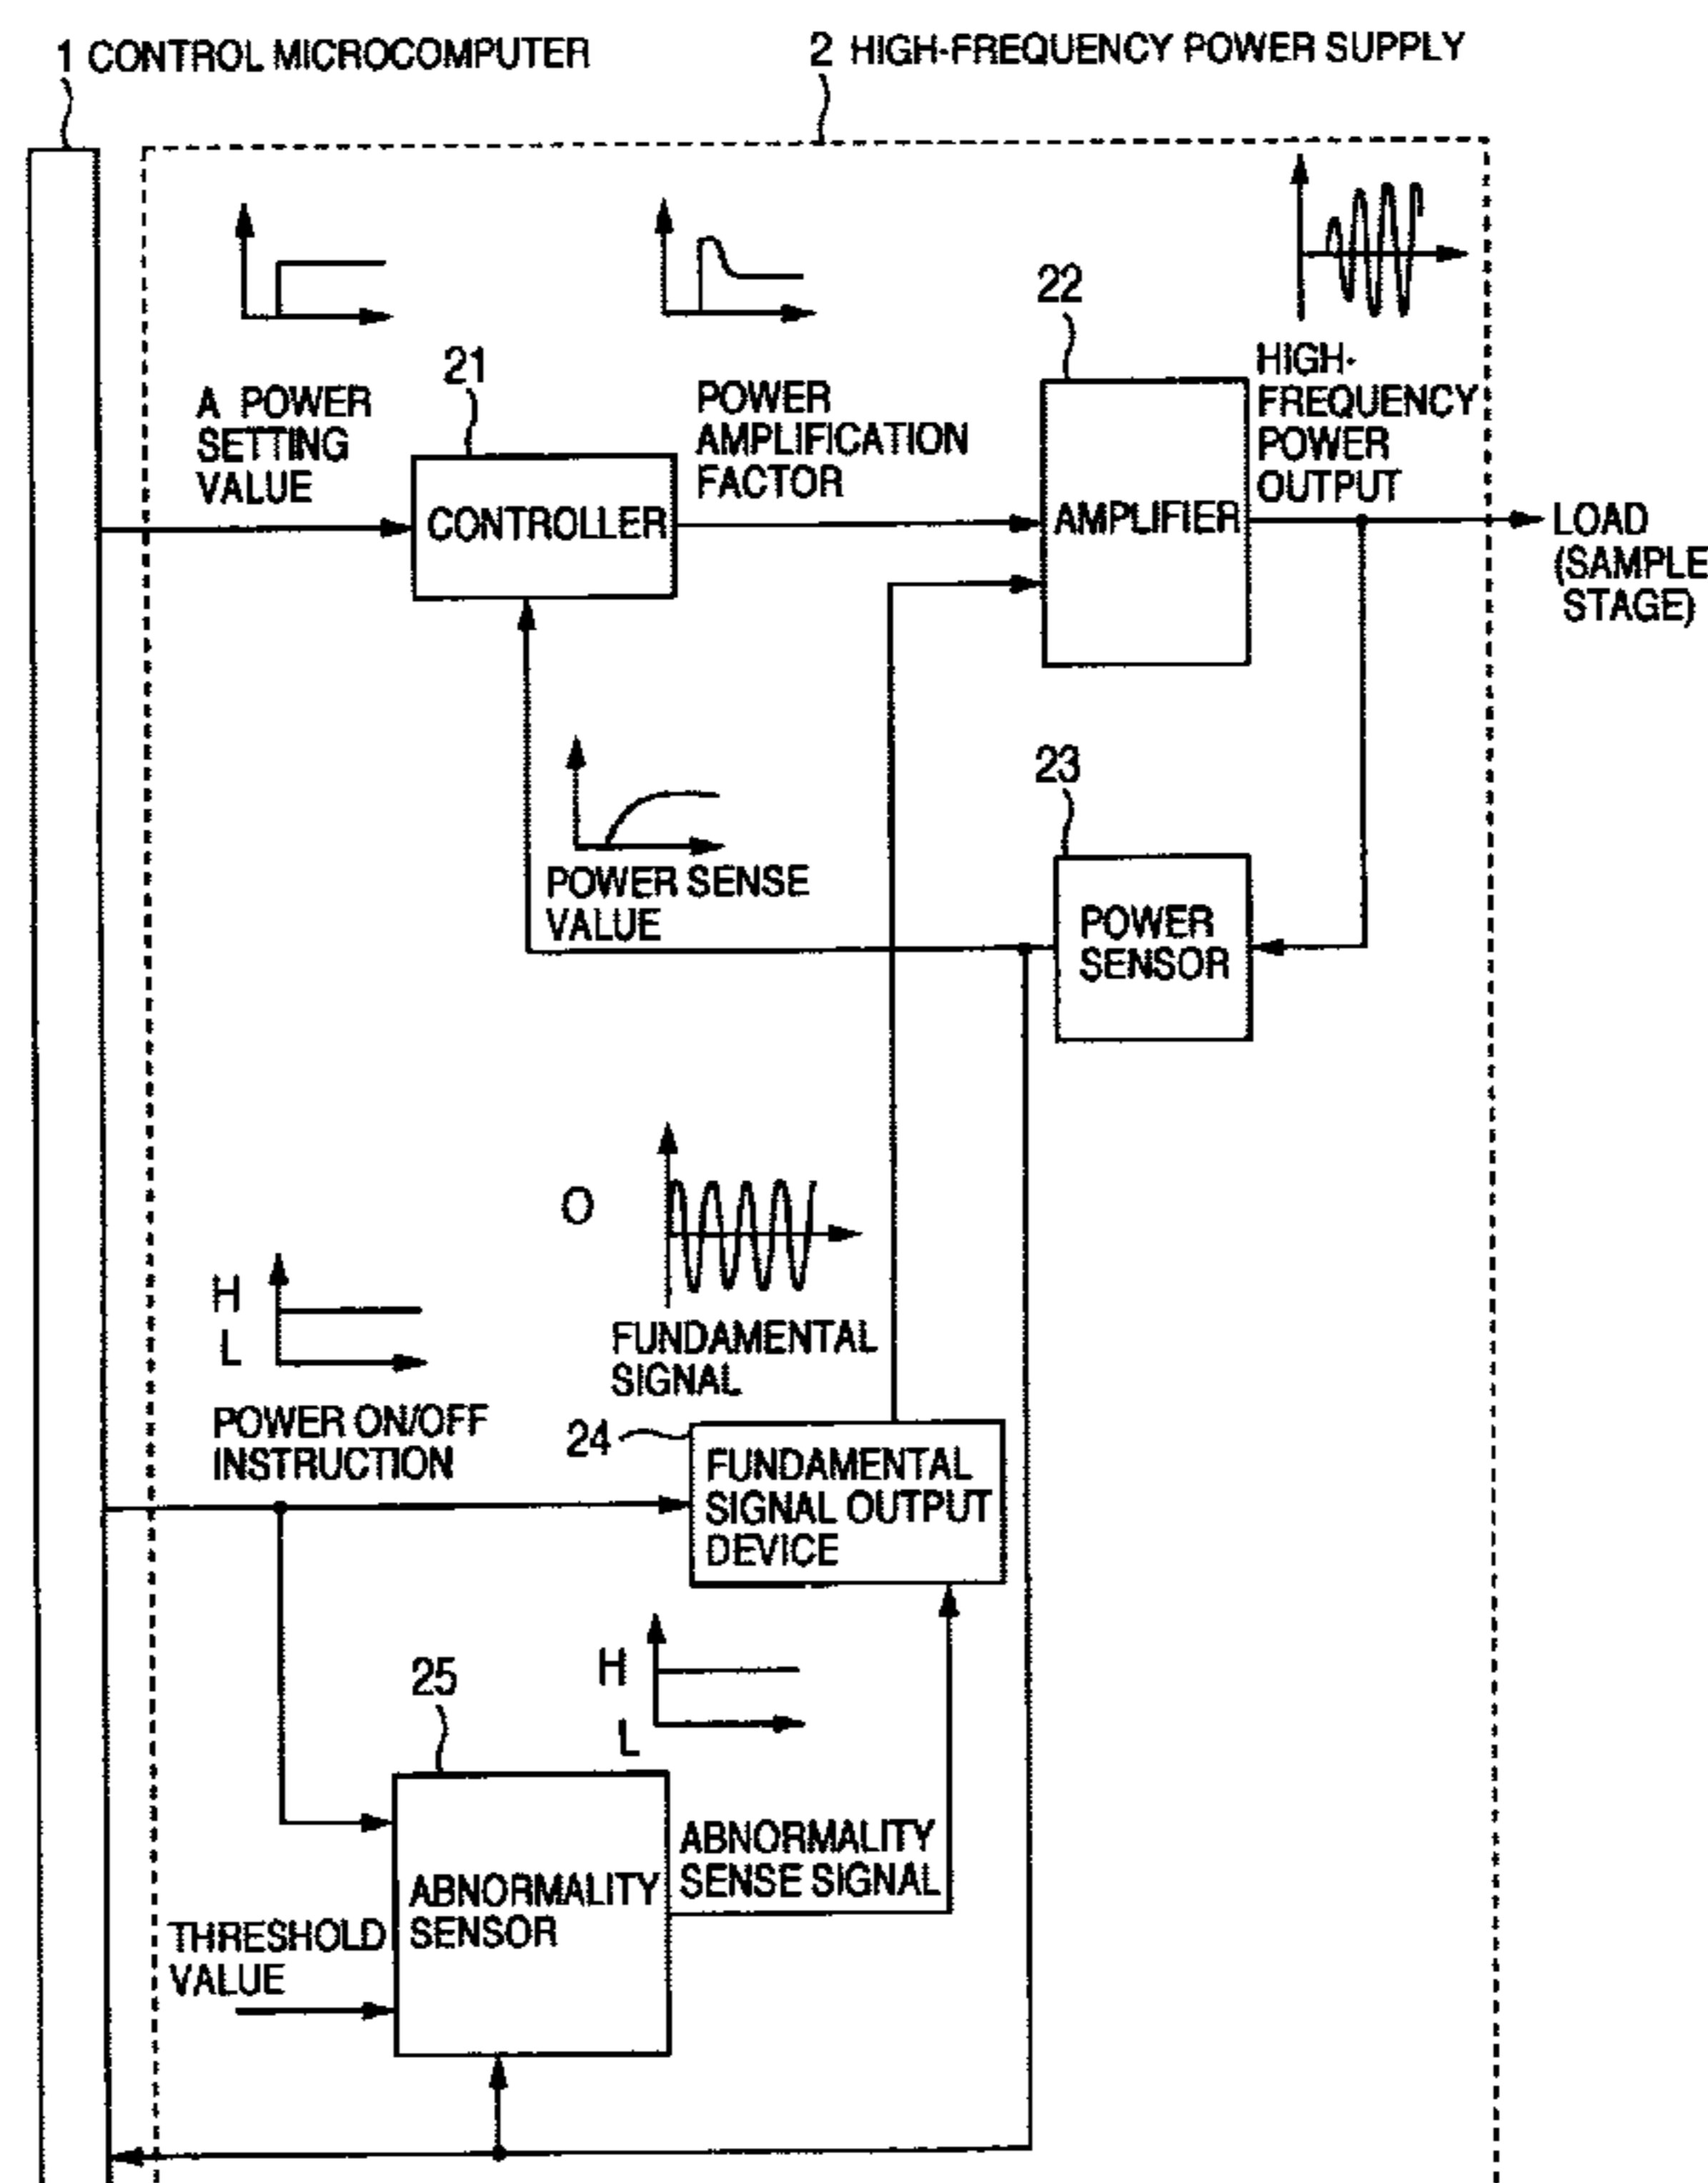 1 CONTROL MICROCOMPUTER
2 HIGH-FREQUENCY POWER SUPPLY
22
HIGH-
FREQUENCY
POWER
OUTPUT
21
A POWER
SETTING
VALUE
POWER
AMPLIFICATION
FACTOR
CONTROLLER
AMPLIFIER
LOAD
(SAMPLE
STAGE)
23
POWER SENSE
VALUE
POWER
SENSOR
O
H
L
FUNDAMENTAL
SIGNAL
POWER ON/OFF
INSTRUCTION
24
FUNDAMENTAL
SIGNAL OUTPUT
DEVICE
H
L
25
ABNORMALITY
SENSE SIGNAL
ABNORMALITY
SENSOR
THRESHOLD
VALUE